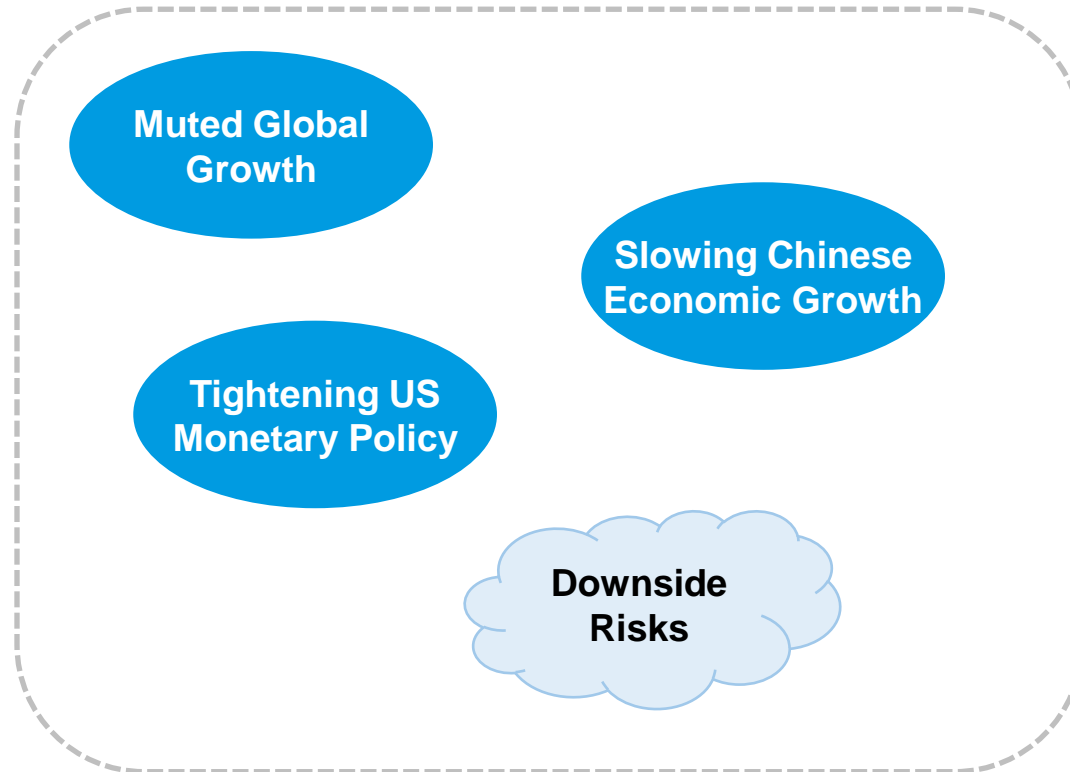 Muted Global
Growth
Slowing Chinese
Economic Growth
Tightening US
Monetary Policy
Downside
Risks